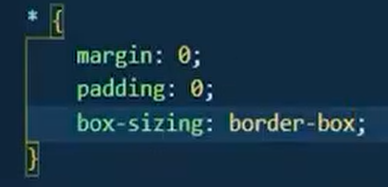 * {
margin: 0;
padding: 0;
box-sizing: border-box;
}